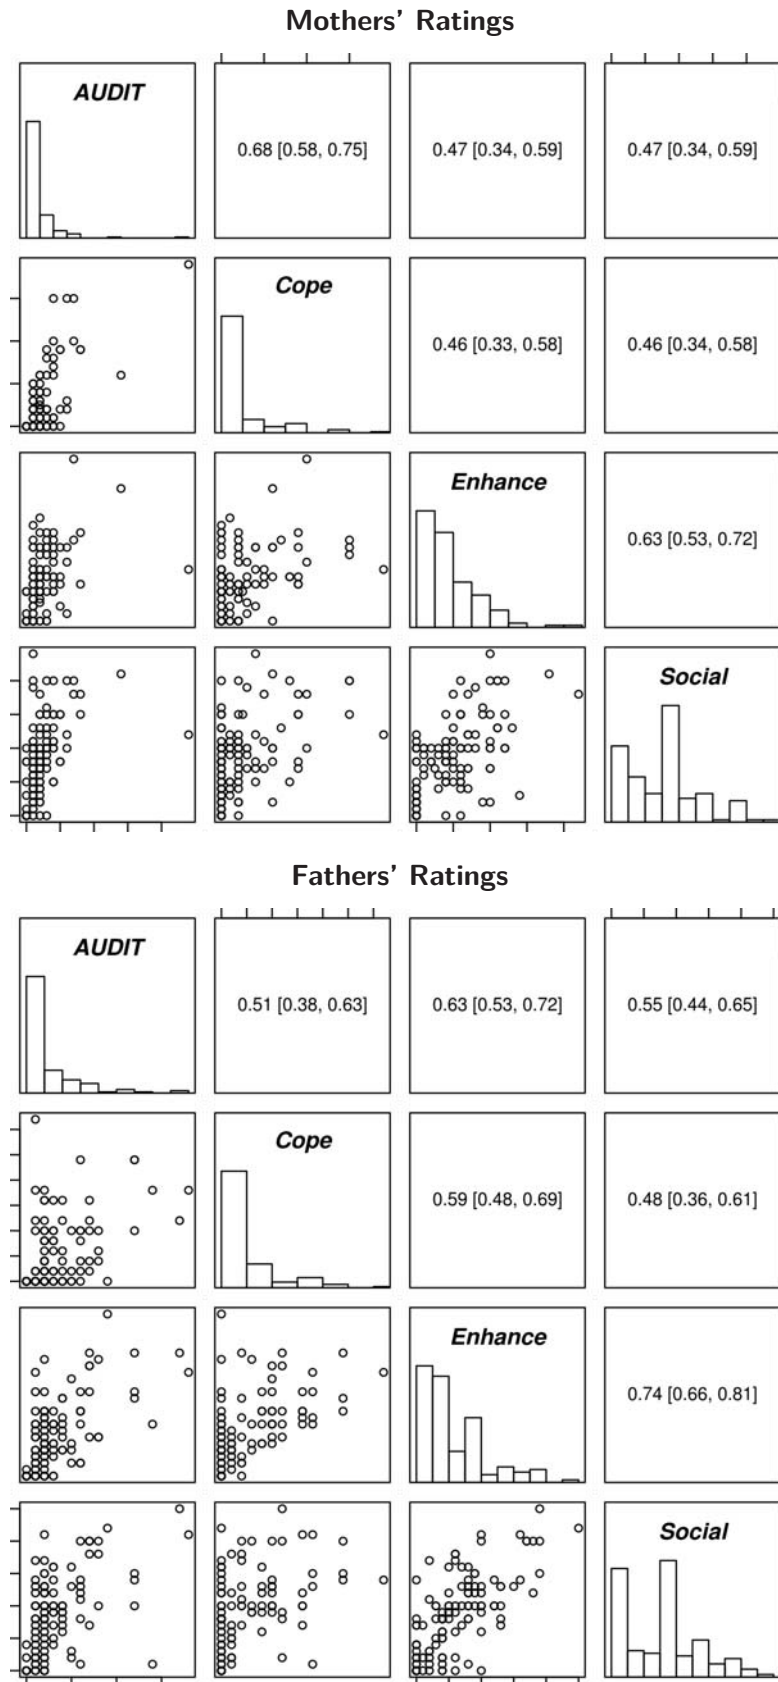 Mothers' Ratings
AUDIT
0.68 [0.58, 0.75]
0.47 [0.34, 0.59]
0.47 [0.34, 0.59]
Cope
0.46 [0.33, 0.58]
0.46 [0.34, 0.58]
Enhance
0.63 [0.53, 0.72]
Social
Fathers' Ratings
AUDIT
0.51 [0.38, 0.63]
0.63 [0.53, 0.72]
0.55 [0.44, 0.65]
Cope
0.59 [0.48, 0.69]
0.48 [0.36, 0.61]
Enhance
0.74 [0.66, 0.81]
Social